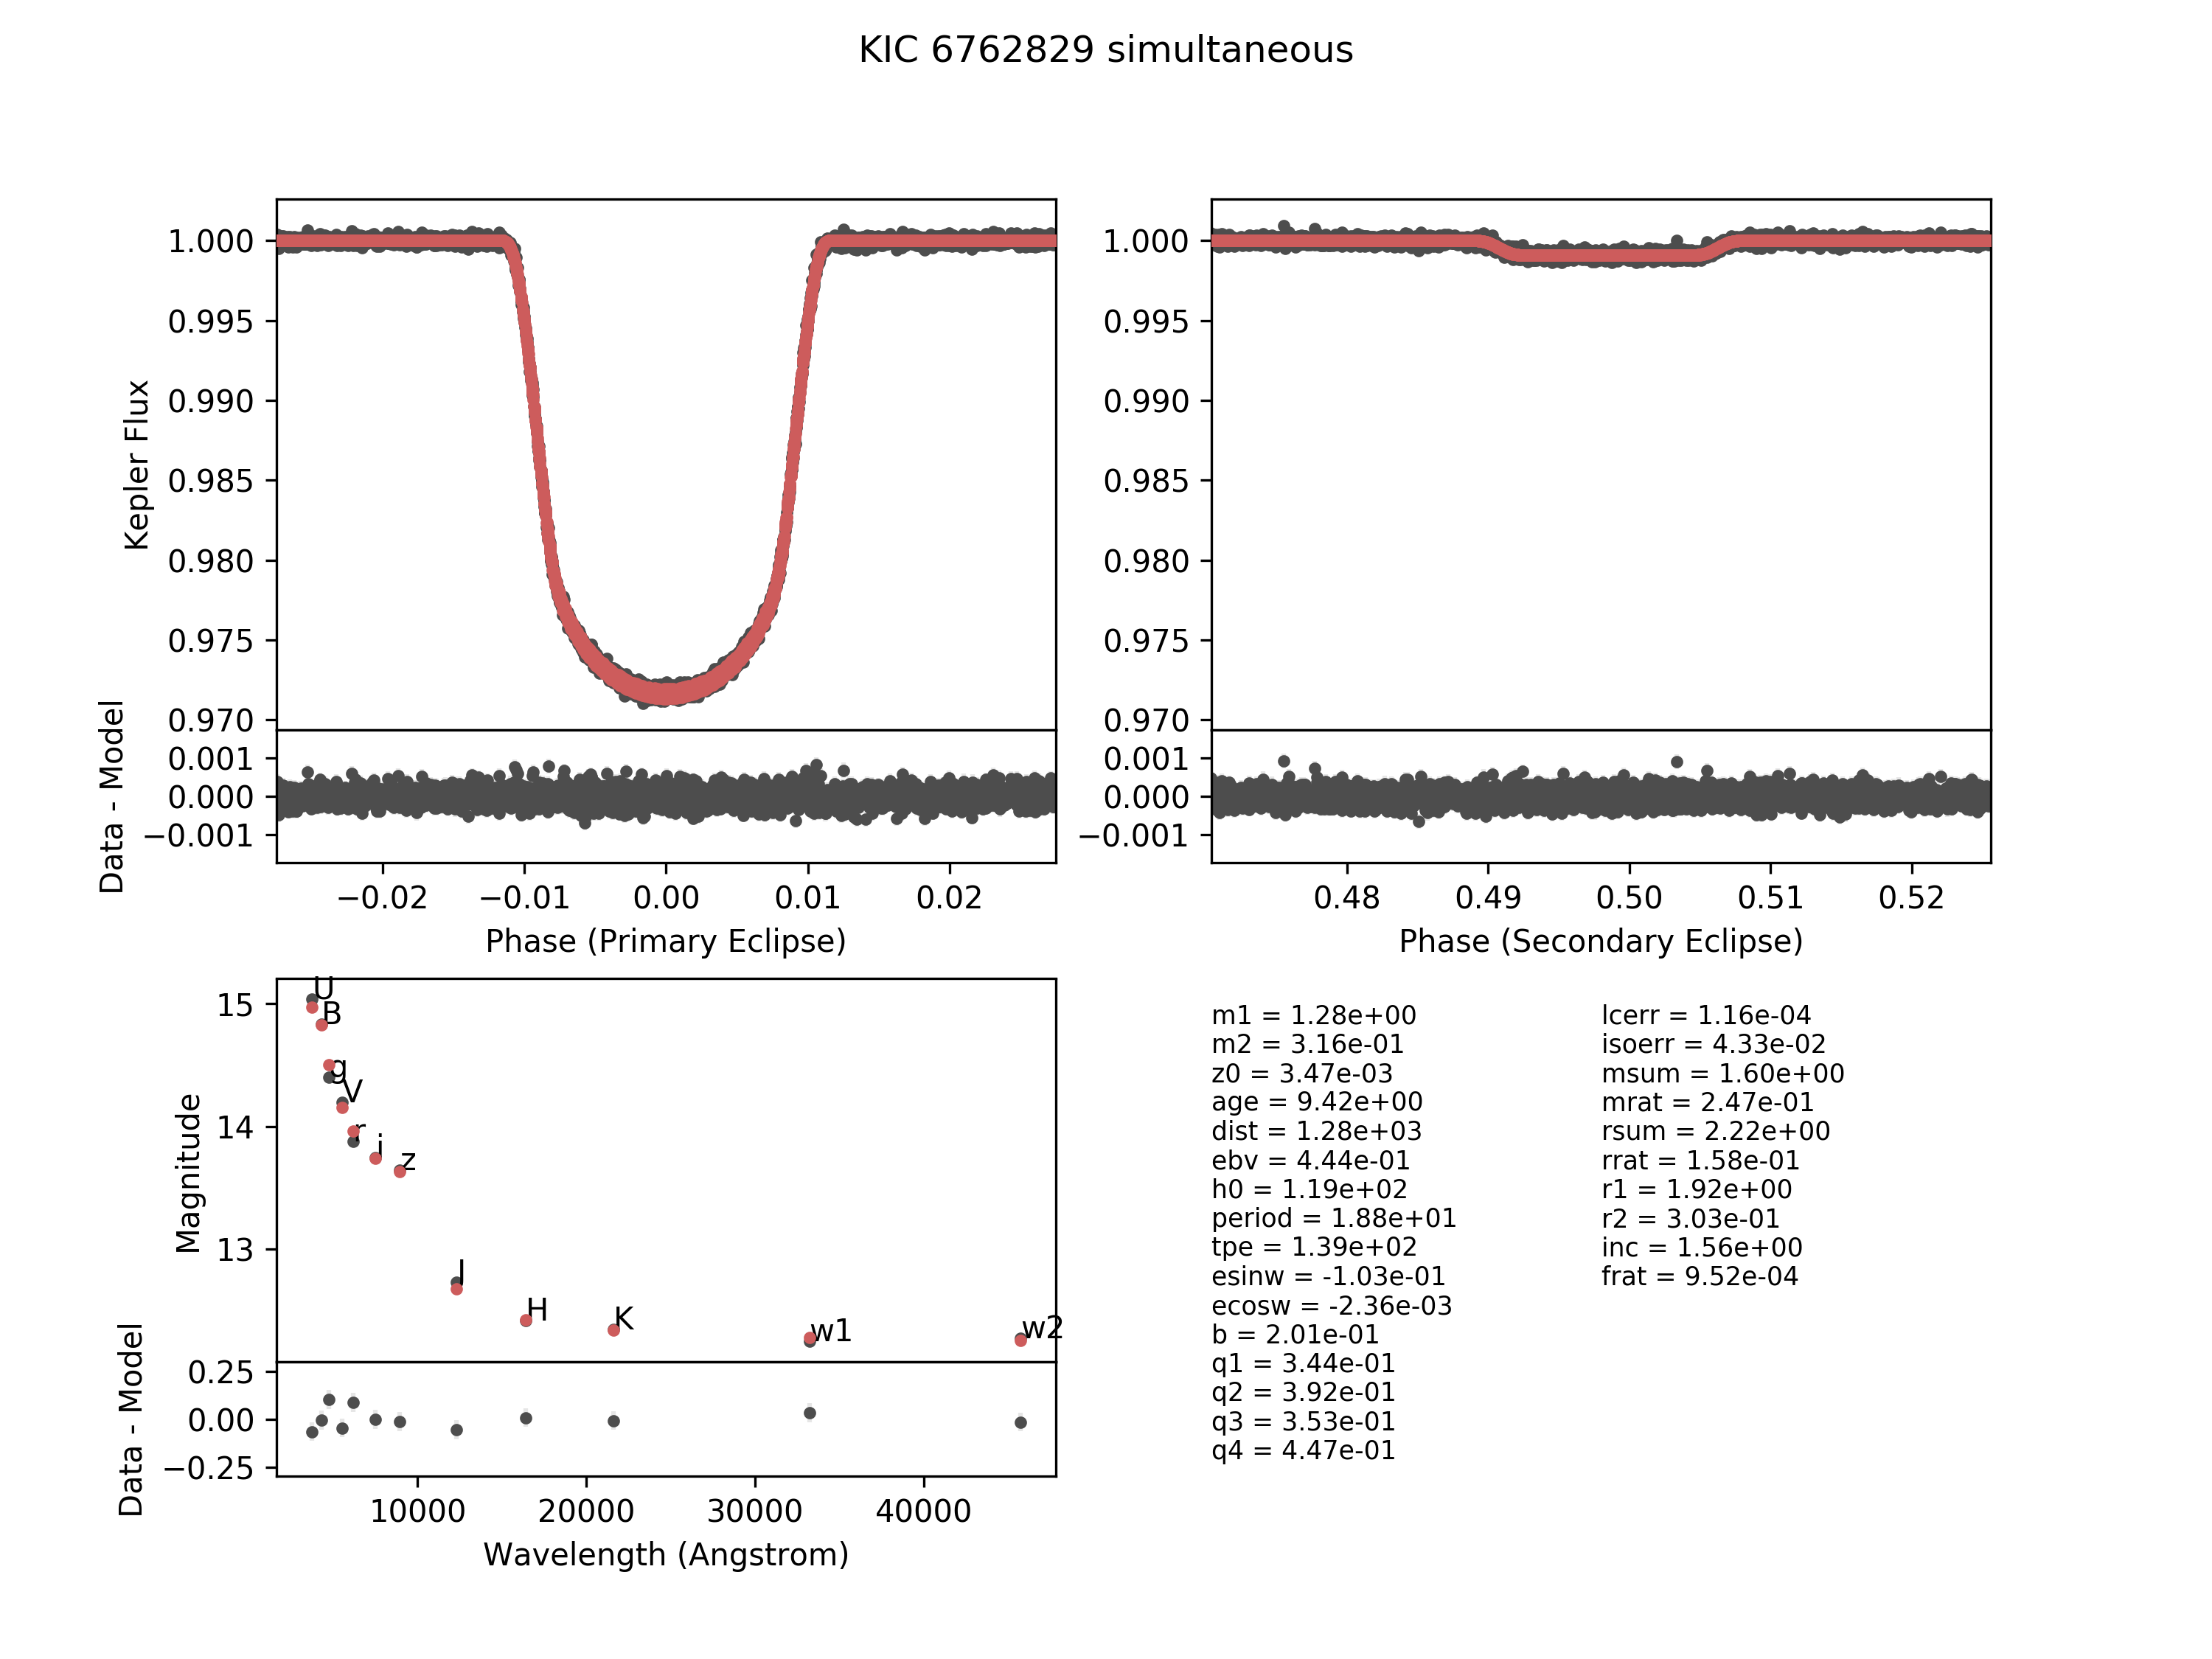 KIC 6762829 simultaneous
Kepler Flux
1.000
0.995
0.990
0.985
0.980
0.975
0.970
Data - Model
0.001
0.000
−0.001
−0.02 −0.01 0.00 0.01 0.02
Phase (Primary Eclipse)
1.000
0.995
0.990
0.985
0.980
0.975
0.970
0.001
0.000
−0.001
0.48 0.49 0.50 0.51 0.52
Phase (Secondary Eclipse)
Magnitude
15
14
13
U
B
g
V
r
i
z
J
H
K
w1
w2
Data - Model
0.25
0.00
−0.25
10000 20000 30000 40000
Wavelength (Angstrom)
m1 = 1.28e+00
m2 = 3.16e-01
z0 = 3.47e-03
age = 9.42e+00
dist = 1.28e+03
ebv = 4.44e-01
h0 = 1.19e+02
period = 1.88e+01
tpe = 1.39e+02
esinw = -1.03e-01
ecosw = -2.36e-03
b = 2.01e-01
q1 = 3.44e-01
q2 = 3.92e-01
q3 = 3.53e-01
q4 = 4.47e-01
lcerr = 1.16e-04
isoerr = 4.33e-02
msum = 1.60e+00
mrat = 2.47e-01
rsum = 2.22e+00
rrat = 1.58e-01
r1 = 1.92e+00
r2 = 3.03e-01
inc = 1.56e+00
frat = 9.52e-04